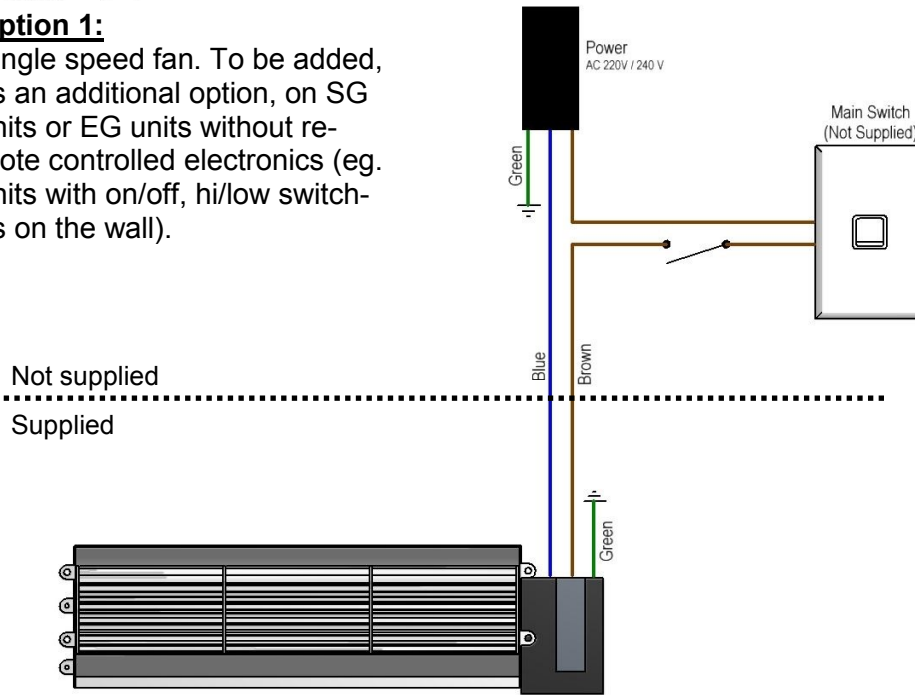 ption 1:
ngle speed fan. To be added,
s an additional option, on SG
nits or EG units without re-
ote controlled electronics (eg.
nits with on/off, hi/low switch-
s on the wall).
Power
AC 220V / 240 V
Main Switch
(Not Supplied)
Green
Blue
Brown
Not supplied
Supplied
Green